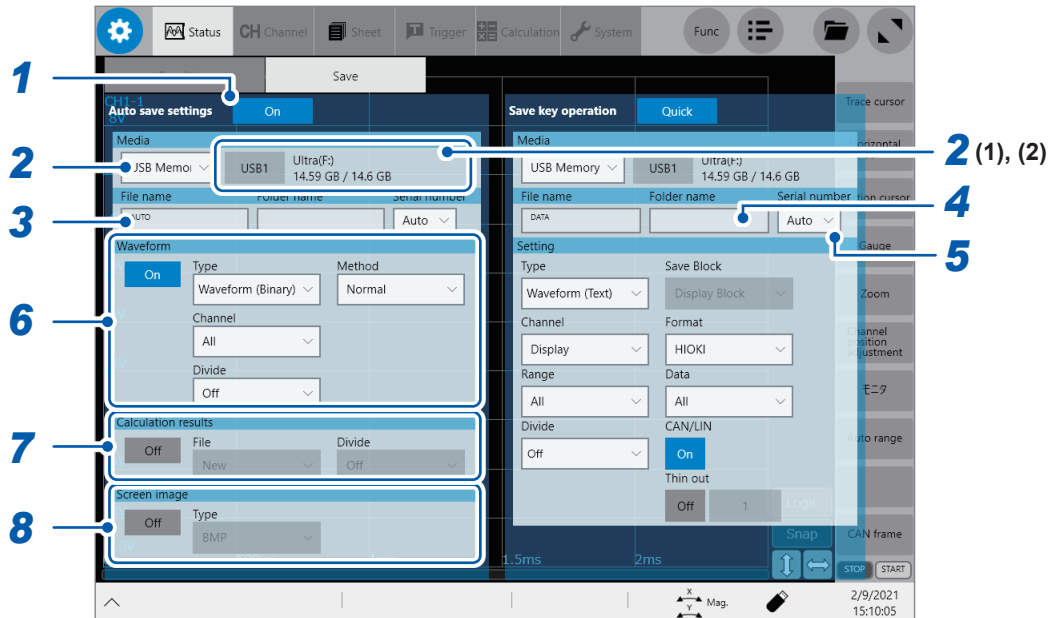 Status CH Channel Sheet Trigger Calculation System Func
Save
1
CH1-1
8V
Auto save settings On
Media
2
USB Memor USB1 Ultra(F:)
14.59 GB / 14.6 GB
File name Folder name Serial number
3
AUTO Auto
Waveform
On Type Method
Waveform (Binary) Normal
6
Channel
All
Divide
Off
Calculation results
7
Off File Divide
New Off
Screen image
8
Off Type
BMP
Save key operation Quick
Media
2 (1), (2)
USB Memory USB1 Ultra(F:)
14.59 GB / 14.6 GB
File name Folder name Serial number
4
DATA Auto
5
Setting
Type Save Block
Waveform (Text) Display Block
Channel Format
Display HIOKI
Range Data
All All
Divide CAN/LIN
Off On
Thin out
Off 1
Logic
Snap
1.5ms 2ms
Trace cursor
Gauge
Zoom
Channel
position
adjustment
モニタ
Auto range
CAN frame
STOP START
X
Y Mag.
2/9/2021
15:10:05